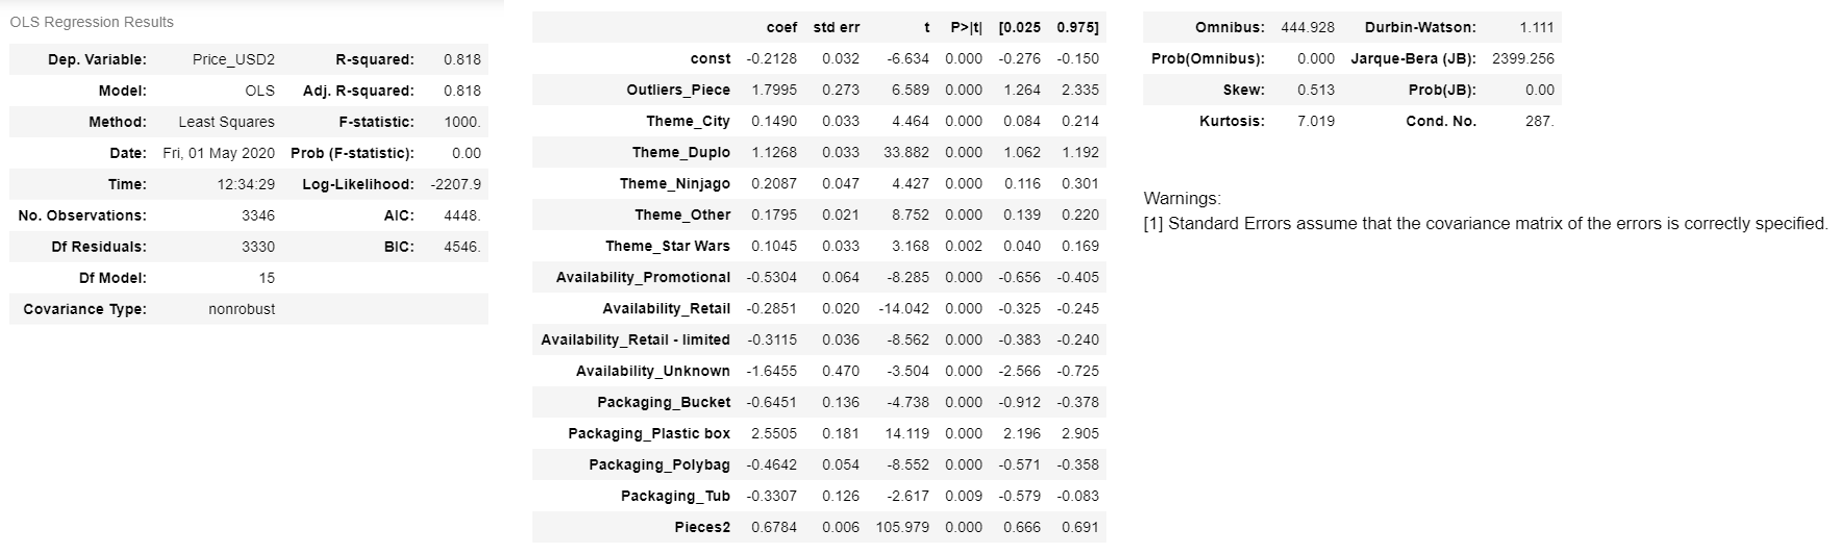 OLS Regression Results
Dep. Variable: Price_USD2 R-squared: 0.818
Model: OLS Adj. R-squared: 0.818
Method: Least Squares F-statistic: 1000.
Date: Fri, 01 May 2020 Prob (F-statistic): 0.00
Time: 12:34:29 Log-Likelihood: -2207.9
No. Observations: 3346 AIC: 4448.
Df Residuals: 3330 BIC: 4546.
Df Model: 15
Covariance Type: nonrobust
coef std err t P>|t| [0.025 0.975]
const -0.2128 0.032 -6.634 0.000 -0.276 -0.150
Outliers_Piece 1.7995 0.273 6.589 0.000 1.264 2.335
Theme_City 0.1490 0.033 4.464 0.000 0.084 0.214
Theme_Duplo 1.1268 0.033 33.882 0.000 1.062 1.192
Theme_Ninjago 0.2087 0.047 4.427 0.000 0.116 0.301
Theme_Other 0.1795 0.021 8.752 0.000 0.139 0.220
Theme_Star Wars 0.1045 0.033 3.168 0.002 0.040 0.169
Availability_Promotional -0.5304 0.064 -8.285 0.000 -0.656 -0.405
Availability_Retail -0.2851 0.020 -14.042 0.000 -0.325 -0.245
Availability_Retail - limited -0.3115 0.036 -8.562 0.000 -0.383 -0.240
Availability_Unknown -1.6455 0.470 -3.504 0.000 -2.566 -0.725
Packaging_Bucket -0.6451 0.136 -4.738 0.000 -0.912 -0.378
Packaging_Plastic box 2.5505 0.181 14.119 0.000 2.196 2.905
Packaging_Polybag -0.4642 0.054 -8.552 0.000 -0.571 -0.358
Packaging_Tub -0.3307 0.126 -2.617 0.009 -0.579 -0.083
Pieces2 0.6784 0.006 105.979 0.000 0.666 0.691
Omnibus: 444.928 Durbin-Watson: 1.111
Prob(Omnibus): 0.000 Jarque-Bera (JB): 2399.256
Skew: 0.513 Prob(JB): 0.00
Kurtosis: 7.019 Cond. No. 287.
Warnings:
[1] Standard Errors assume that the covariance matrix of the errors is correctly specified.